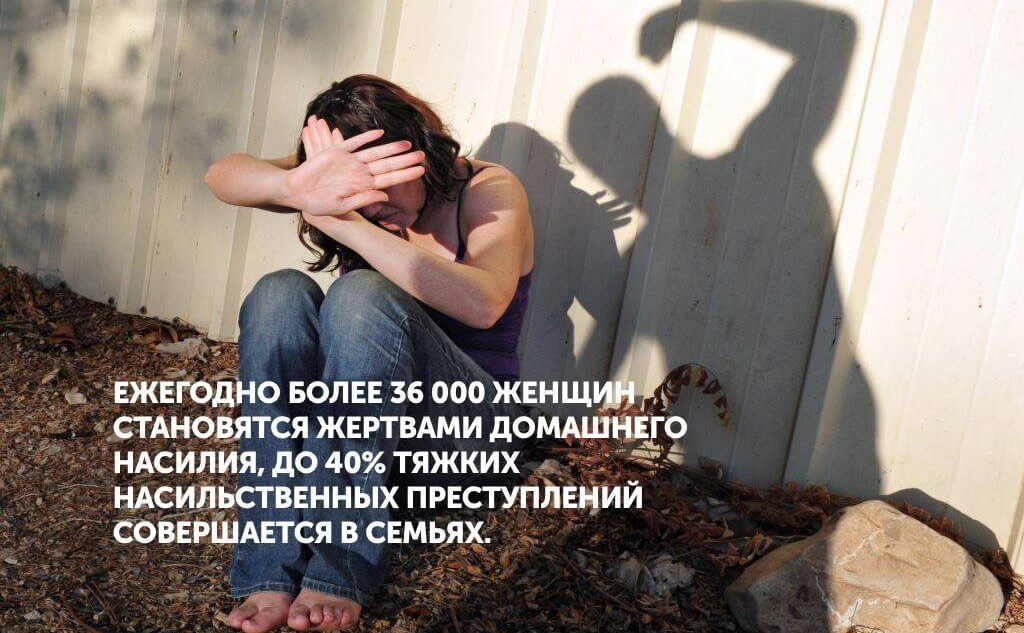 ЕЖЕГОДНО БОЛЕЕ 36 000 ЖЕНЩИН
СТАНОВЯТСЯ ЖЕРТВАМИ ДОМАШНЕГО
НАСИЛИЯ, ДО 40% ТЯЖКИХ
НАСИЛЬСТВЕННЫХ ПРЕСТУПЛЕНИЙ
СОВЕРШАЕТСЯ В СЕМЬЯХ.